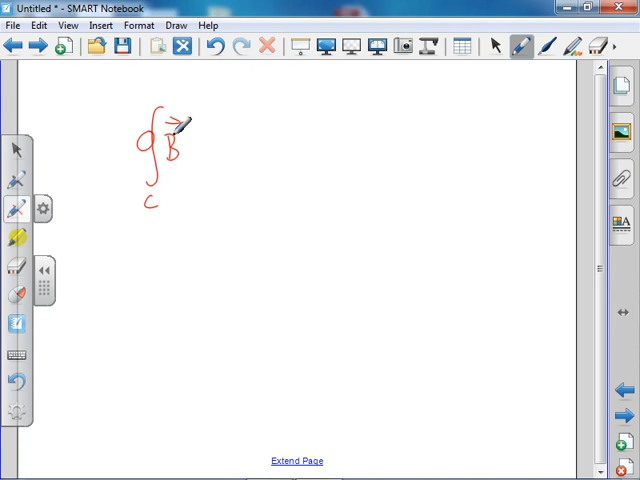 Untitled * - SMART Notebook
File Edit View Insert Format Draw Help
∮ B⃗
C
Extend Page